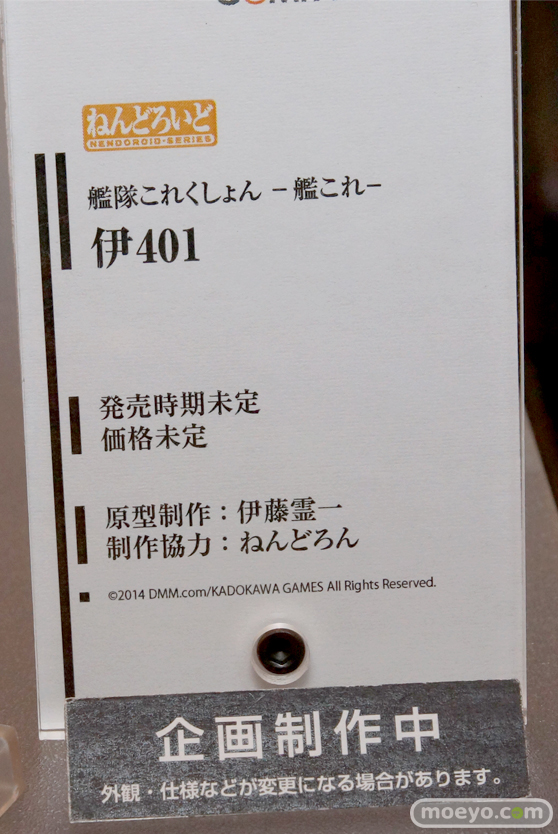 ねんどろいど
NENDOROID-SERIES
艦隊これくしょん －艦これ－
伊401
発売時期未定
価格未定
原型制作：伊藤霊一
制作協力：ねんどろん
©2014 DMM.com/KADOKAWA GAMES All Rights Reserved.
企画制作中
外観・仕様などが変更になる場合があります。
moeyo.com